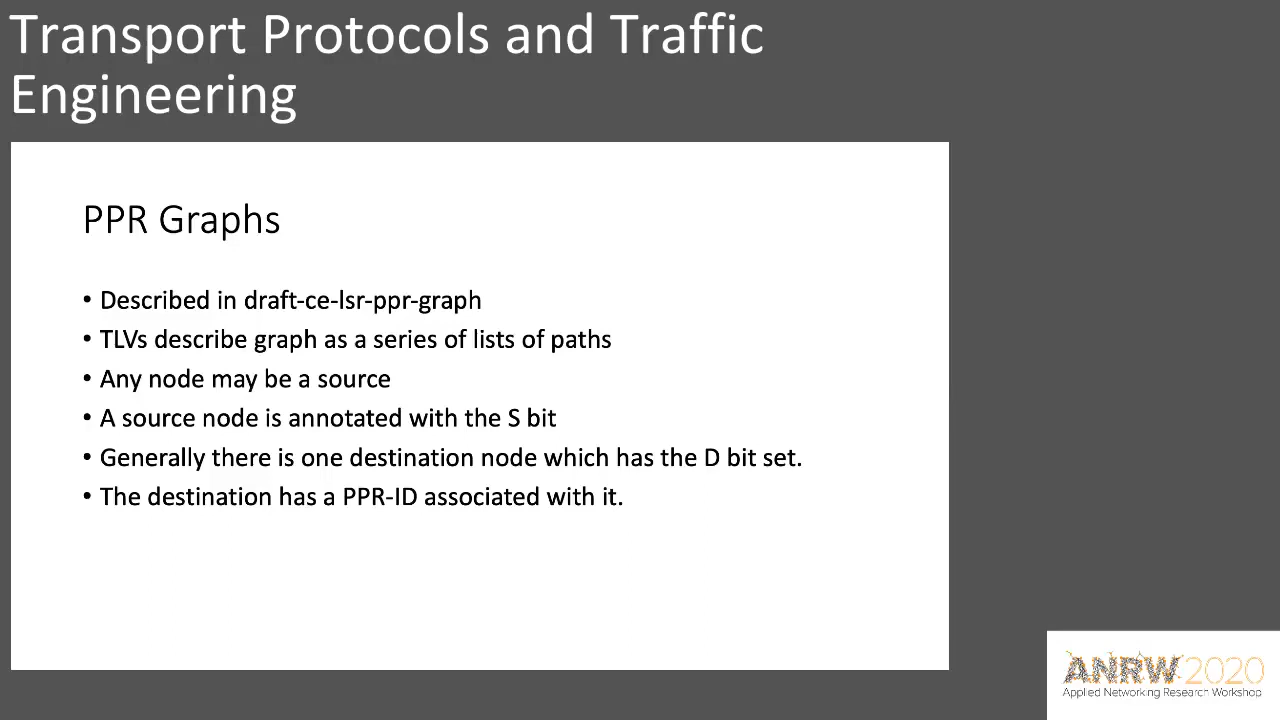 Transport Protocols and Traffic
Engineering
PPR Graphs
• Described in draft-ce-lsr-ppr-graph
• TLVs describe graph as a series of lists of paths
• Any node may be a source
• A source node is annotated with the S bit
• Generally there is one destination node which has the D bit set.
• The destination has a PPR-ID associated with it.
ANRW2020
Applied Networking Research Workshop